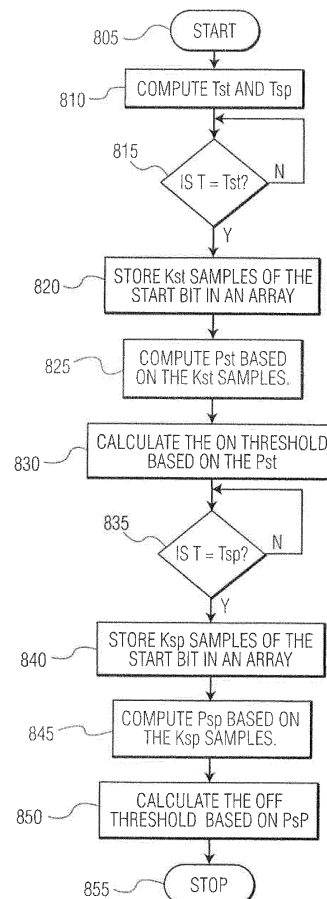 805
START
810
COMPUTE Tst AND Tsp
815
IS T = Tst?
N
Y
820
STORE Kst SAMPLES OF THE
START BIT IN AN ARRAY
825
COMPUTE Pst BASED
ON THE Kst SAMPLES.
830
CALCULATE THE ON THRESHOLD
BASED ON THE Pst
835
IS T = Tsp?
N
Y
840
STORE Ksp SAMPLES OF THE
START BIT IN AN ARRAY
845
COMPUTE Psp BASED ON
THE Ksp SAMPLES.
850
CALCULATE THE OFF
THRESHOLD BASED ON PsP
855
STOP